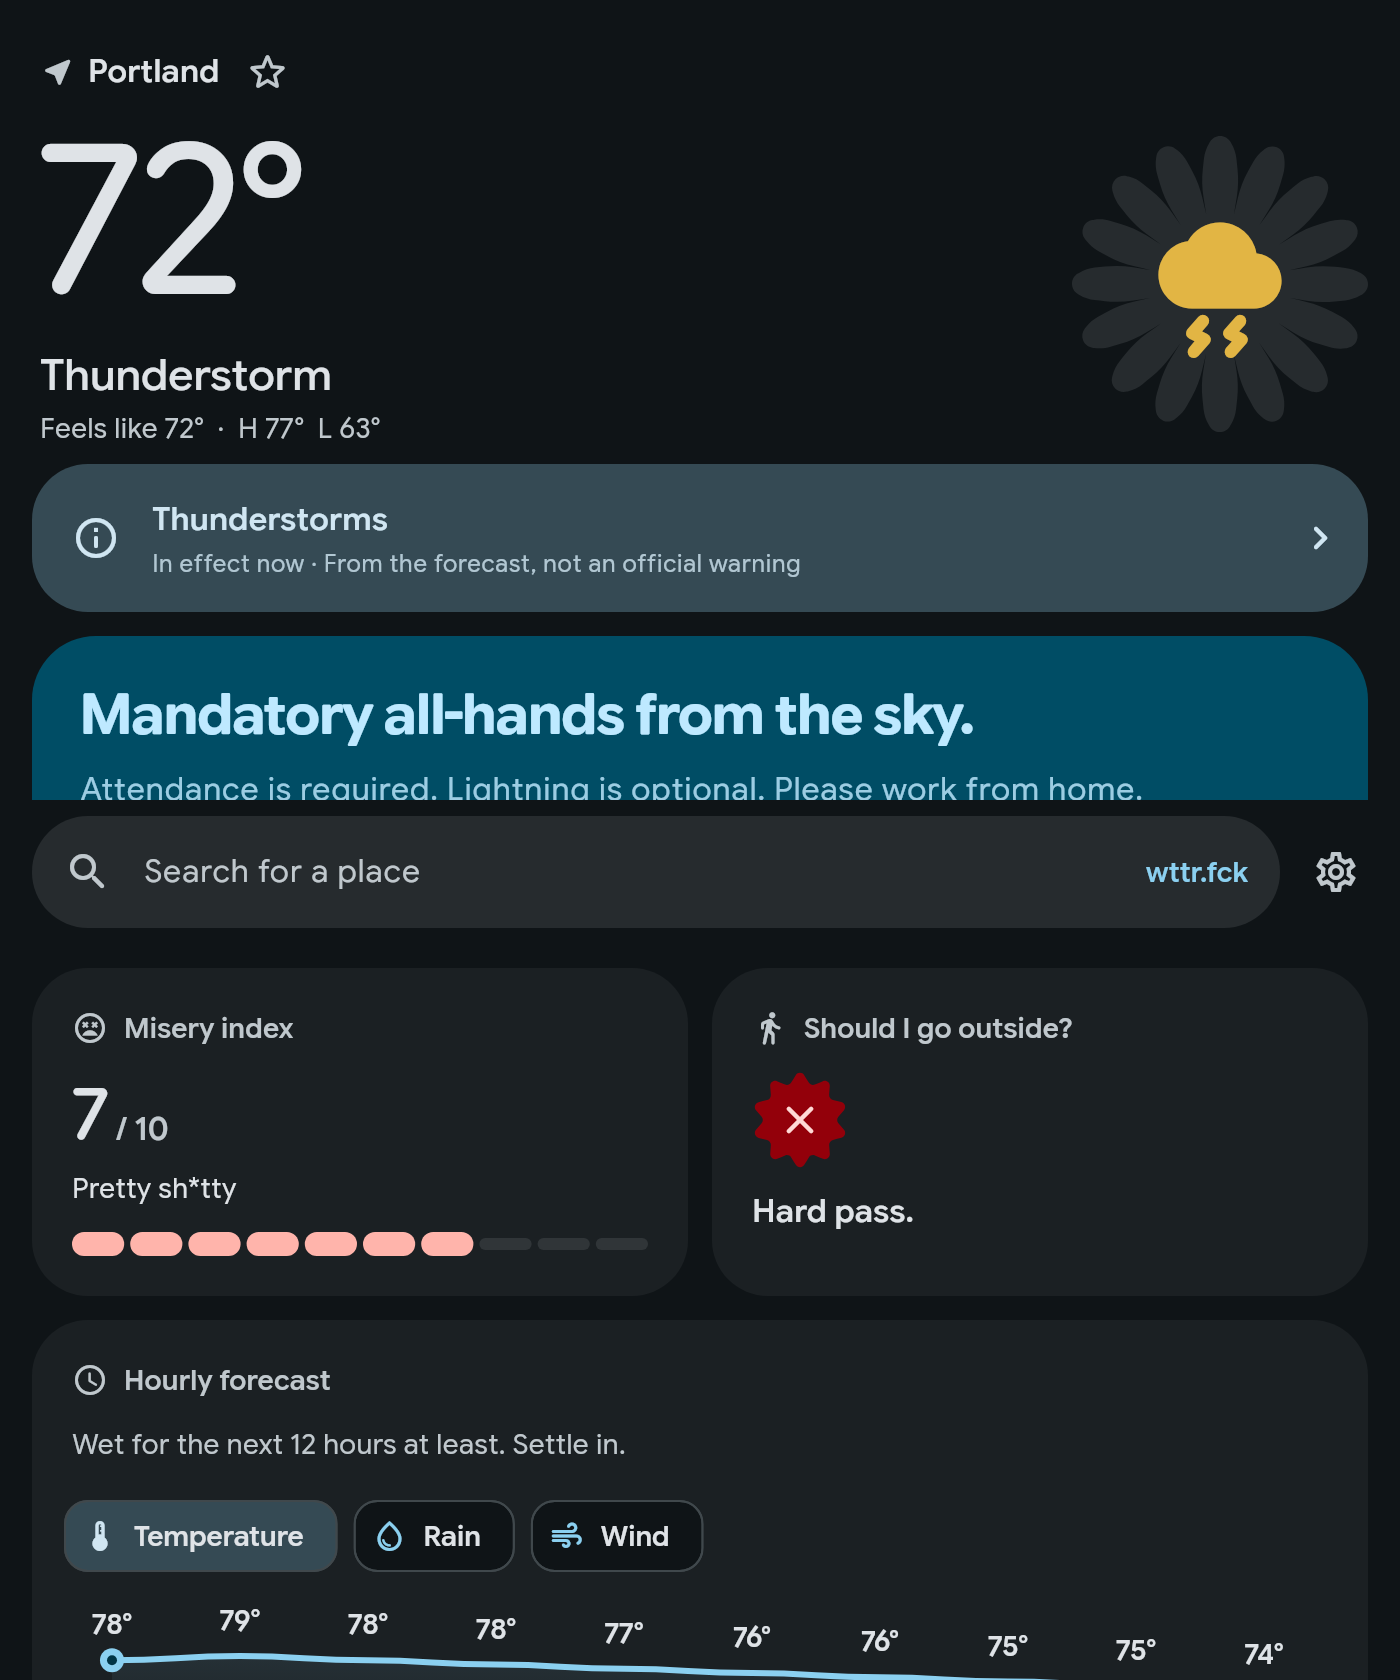 Portland
72°
Thunderstorm
Feels like 72° · H 77° L 63°
Thunderstorms
In effect now · From the forecast, not an official warning
Mandatory all-hands from the sky.
Attendance is required. Lightning is optional. Please work from home.
Search for a place
wttr.fck
Misery index
7 / 10
Pretty sh*tty
Should I go outside?
Hard pass.
Hourly forecast
Wet for the next 12 hours at least. Settle in.
Temperature
Rain
Wind
78° 79° 78° 78° 77° 76° 76° 75° 75° 74°